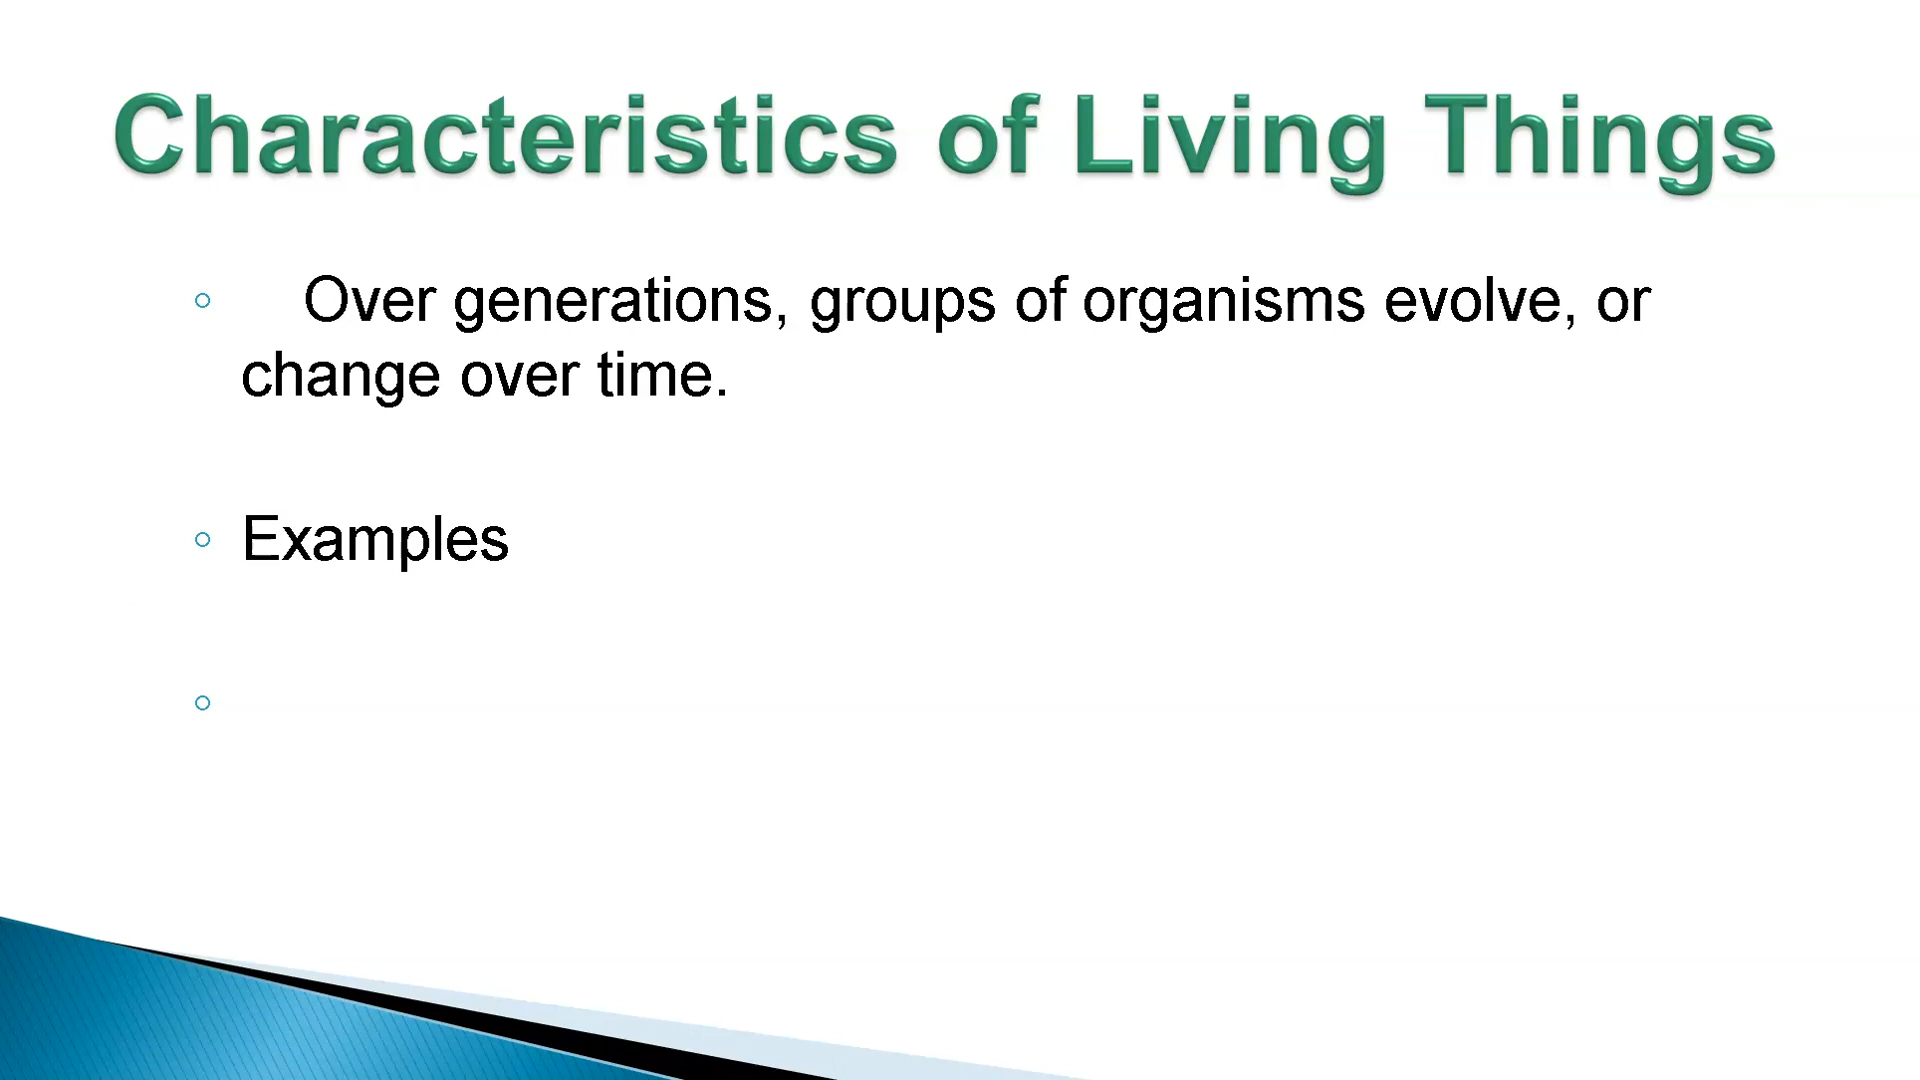 Characteristics of Living Things
Over generations, groups of organisms evolve, or
change over time.
Examples